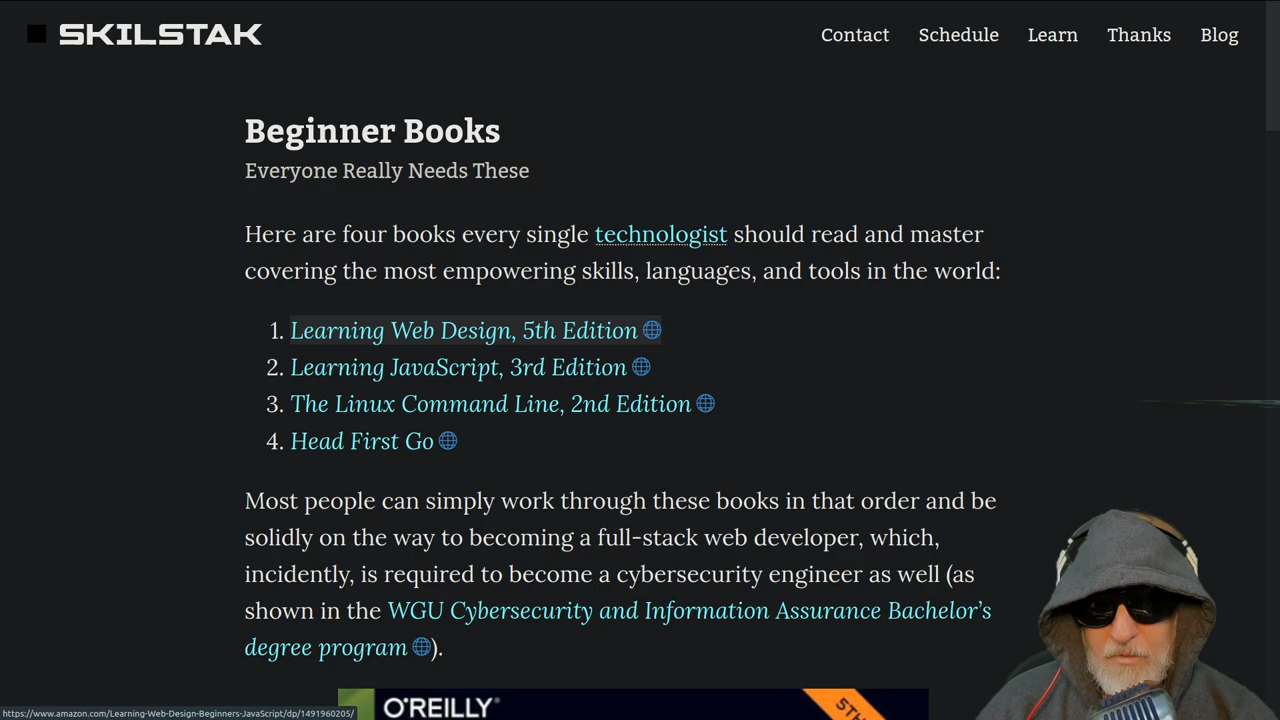 SKILSTAK
Contact Schedule Learn Thanks Blog
Beginner Books
Everyone Really Needs These
Here are four books every single technologist should read and master
covering the most empowering skills, languages, and tools in the world:
1. Learning Web Design, 5th Edition
2. Learning JavaScript, 3rd Edition
3. The Linux Command Line, 2nd Edition
4. Head First Go
Most people can simply work through these books in that order and be
solidly on the way to becoming a full-stack web developer, which,
incidently, is required to become a cybersecurity engineer as well (as
shown in the WGU Cybersecurity and Information Assurance Bachelor's
degree program).
O'REILLY®
5TH
https://www.amazon.com/Learning-Web-Design-Beginners-JavaScript/dp/1491960205/